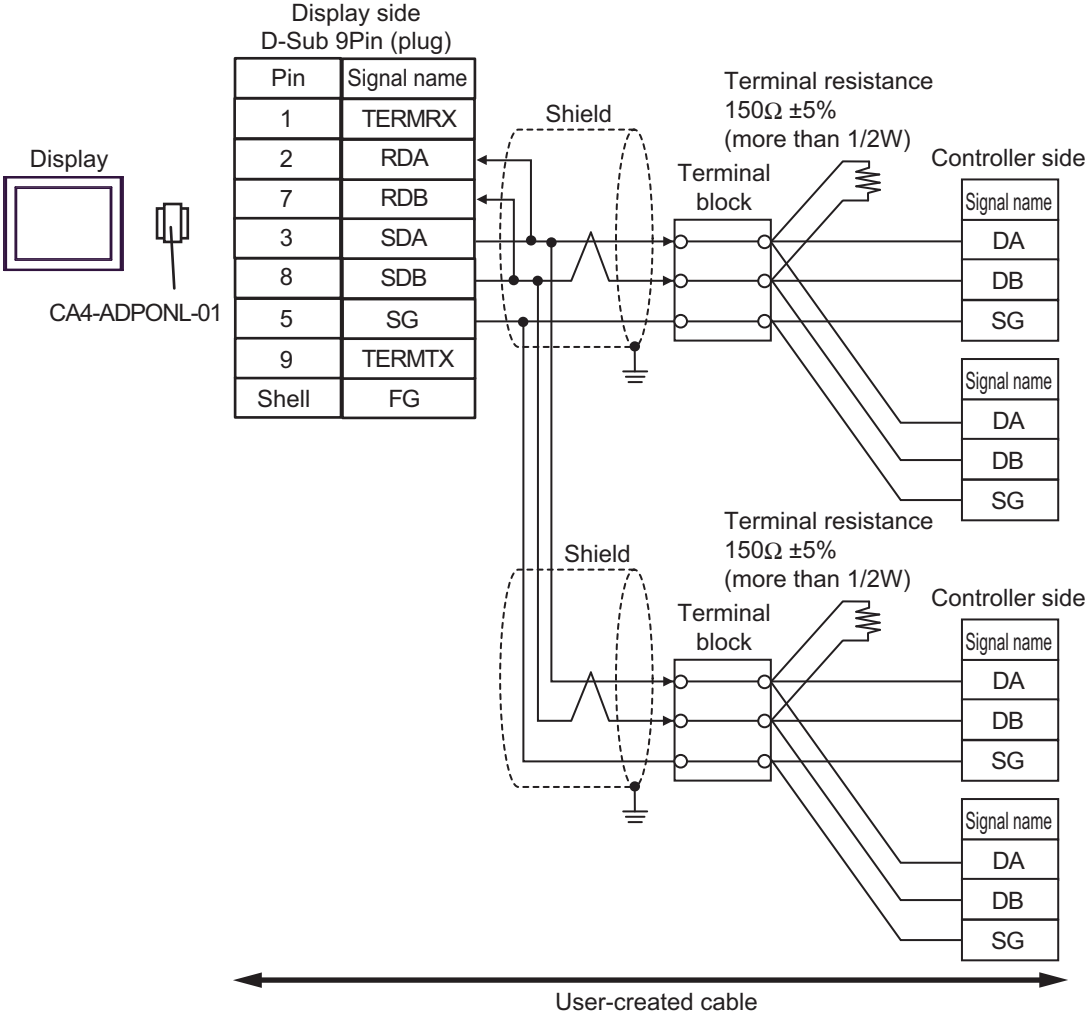 Display side
D-Sub 9Pin (plug)
Pin Signal name
1 TERMRX
2 RDA
7 RDB
3 SDA
8 SDB
5 SG
9 TERMTX
Shell FG
Display
CA4-ADPONL-01
Shield
Terminal resistance
150Ω ±5%
(more than 1/2W)
Terminal
block
Controller side
Signal name
DA
DB
SG
Signal name
DA
DB
SG
Shield
Terminal resistance
150Ω ±5%
(more than 1/2W)
Terminal
block
Controller side
Signal name
DA
DB
SG
Signal name
DA
DB
SG
User-created cable